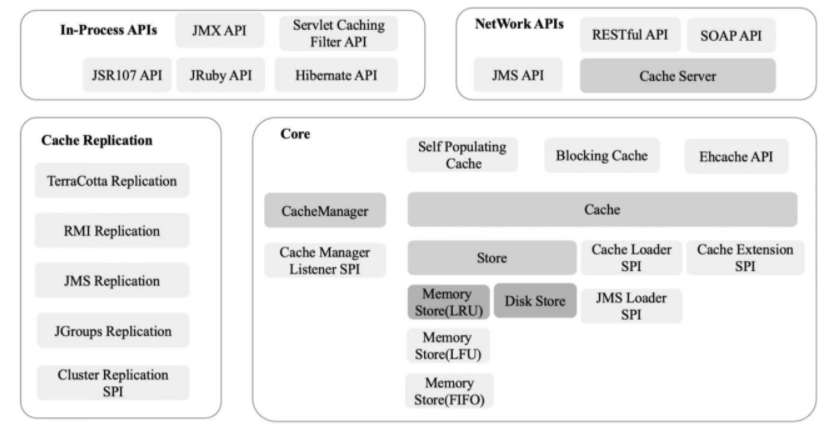 In-Process APIs
JMX API
Servlet Caching
Filter API
JSR107 API
JRuby API
Hibernate API
NetWork APIs
RESTful API
SOAP API
JMS API
Cache Server
Cache Replication
TerraCotta Replication
RMI Replication
JMS Replication
JGroups Replication
Cluster Replication
SPI
Core
Self Populating
Cache
Blocking Cache
Ehcache API
CacheManager
Cache
Cache Manager
Listener SPI
Store
Cache Loader
SPI
Cache Extension
SPI
Memory
Store(LRU)
Disk Store
JMS Loader
SPI
Memory
Store(LFU)
Memory
Store(FIFO)